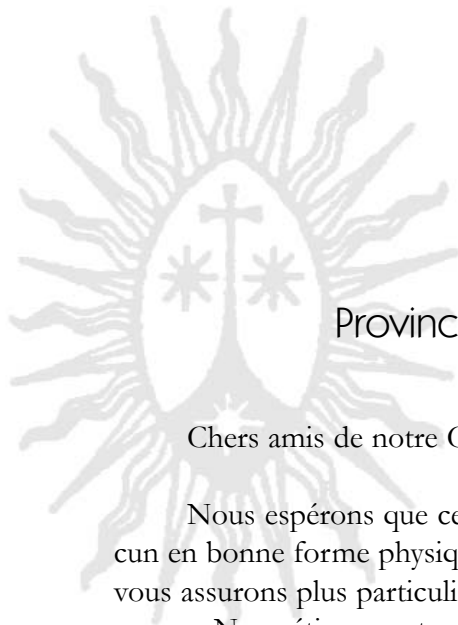 Provinc
Chers amis de notre
Nous espérons que ce
cun en bonne forme physiq
vous assurons plus particuli